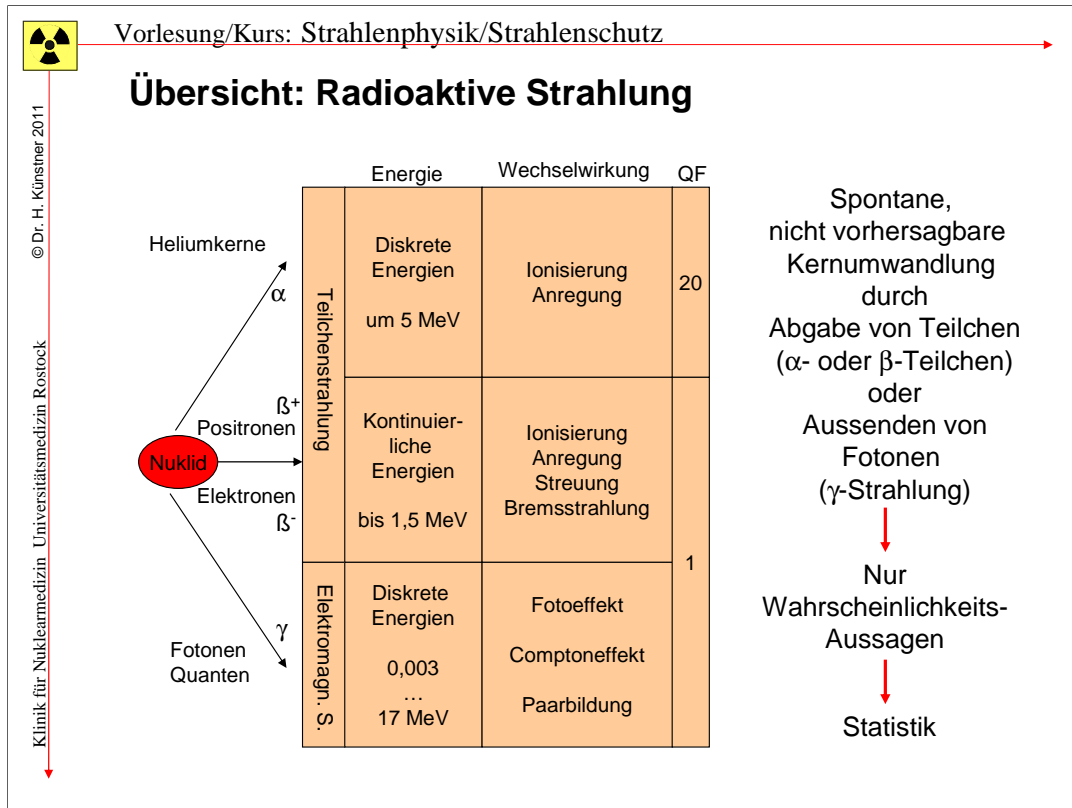 Vorlesung/Kurs: Strahlenphysik/Strahlenschutz
Übersicht: Radioaktive Strahlung
© Dr. H. Künstner 2011
Klinik für Nuklearmedizin Universitätsmedizin Rostock
Energie
Wechselwirkung
QF
Heliumkerne
α
ß+
Positronen
Nuklid
Elektronen
ß-
γ
Fotonen
Quanten
Teilchenstrahlung
Diskrete
Energien
um 5 MeV
Ionisierung
Anregung
20
Kontinuier-
liche
Energien
bis 1,5 MeV
Ionisierung
Anregung
Streuung
Bremsstrahlung
1
Elektromagn. S.
Diskrete
Energien
0,003
…
17 MeV
Fotoeffekt
Comptoneffekt
Paarbildung
Spontane,
nicht vorhersagbare
Kernumwandlung
durch
Abgabe von Teilchen
(α- oder β-Teilchen)
oder
Aussenden von
Fotonen
(γ-Strahlung)
Nur
Wahrscheinlichkeits-
Aussagen
Statistik